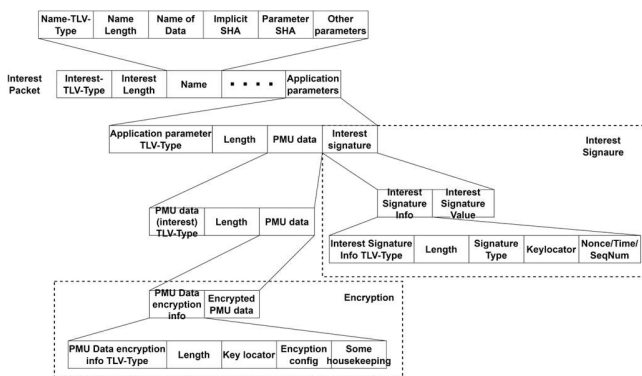 Name-TLV-
Type
Name
Length
Name of
Data
Implicit
SHA
Parameter
SHA
Other
parameters
Interest
Packet
Interest-
TLV-Type
Interest
Length
Name
Application
parameters
Application parameter
TLV-Type
Length
PMU data
Interest
signature
Interest
Signaure
PMU data
(interest)
TLV-Type
Length
PMU data
Interest
Signature
Info
Interest
Signature
Value
Interest Signature
Info TLV-Type
Length
Signature
Type
Keylocator
Nonce/Time/
SeqNum
PMU Data
encryption
info
Encrypted
PMU data
Encryption
PMU Data encryption
info TLV-Type
Length
Key locator
Encyption
config
Some
housekeeping